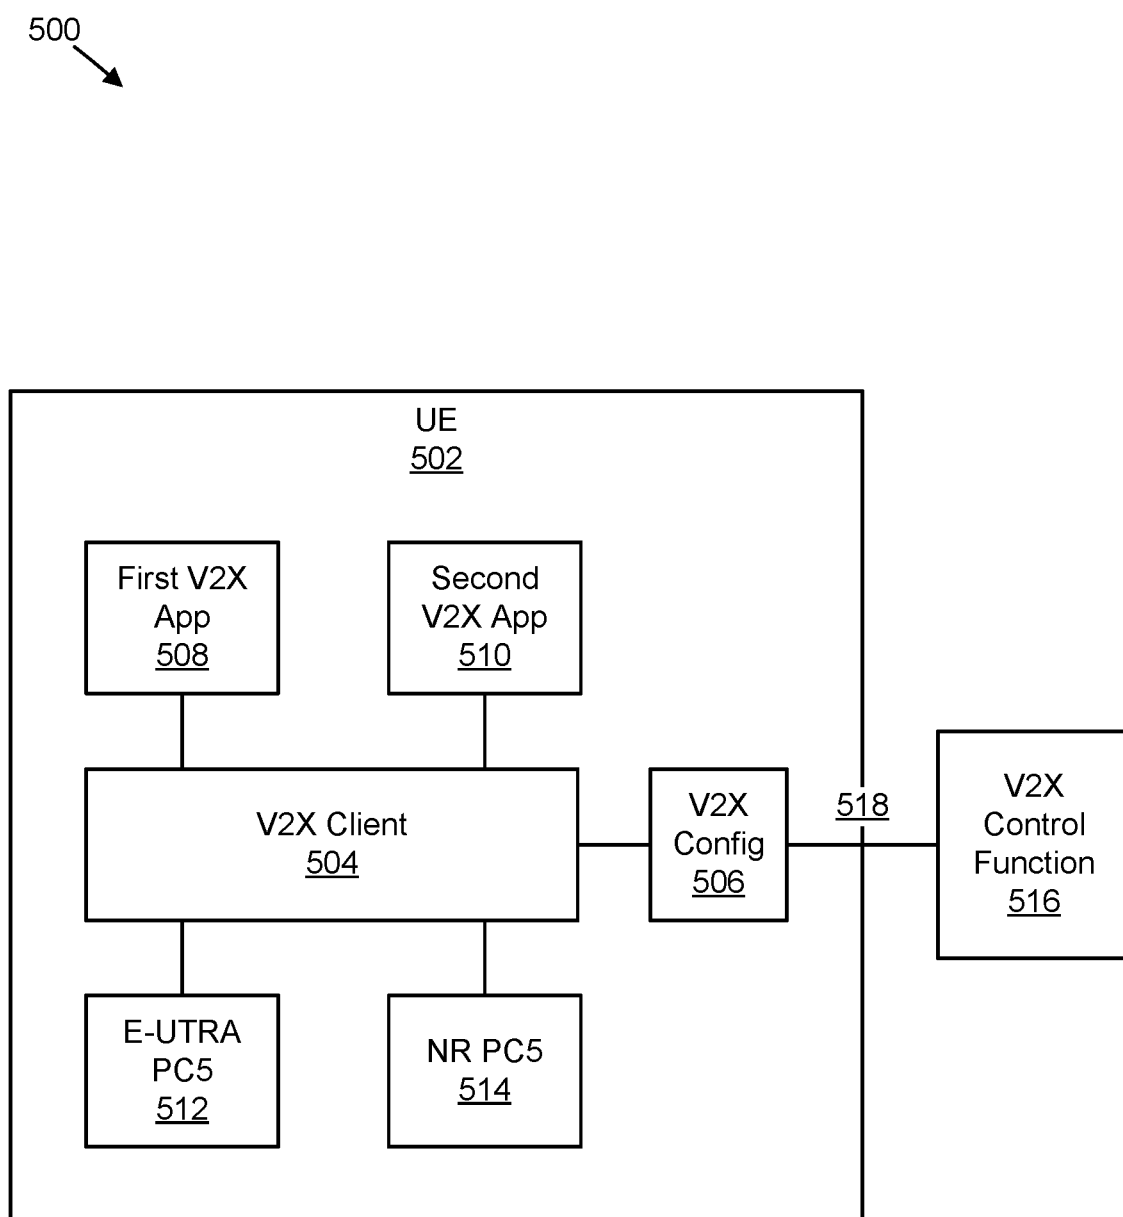 500
UE
502
First V2X
App
508
Second
V2X App
510
V2X Client
504
V2X
Config
506
518
V2X
Control
Function
516
E-UTRA
PC5
512
NR PC5
514